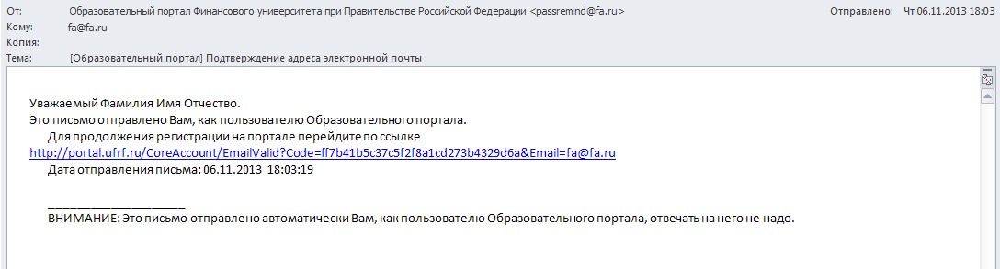 От: Образовательный портал Финансового университета при Правительстве Российской Федерации <passremind@fa.ru> Отправлено: Чт 06.11.2013 18:03
Кому: fa@fa.ru
Копия:
Тема: [Образовательный портал] Подтверждение адреса электронной почты
Уважаемый Фамилия Имя Отчество.
Это письмо отправлено Вам, как пользователю Образовательного портала.
Для продолжения регистрации на портале перейдите по ссылке
http://portal.ufrf.ru/CoreAccount/EmailValid?Code=ff7b41b5c37c5f2f8a1cd273b4329d6a&Email=fa@fa.ru
Дата отправления письма: 06.11.2013 18:03:19
____________________
ВНИМАНИЕ: Это письмо отправлено автоматически Вам, как пользователю Образовательного портала, отвечать на него не надо.